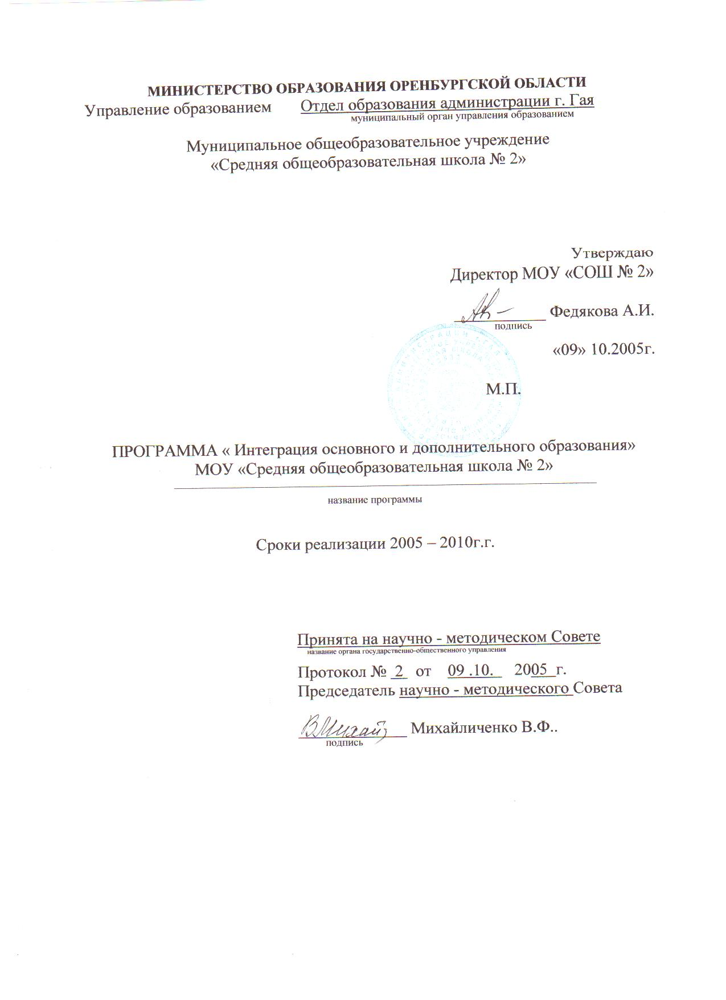 МИНИСТЕРСТВО ОБРАЗОВАНИЯ ОРЕНБУРГСКОЙ ОБЛАСТИ
Управление образованием Отдел образования администрации г. Гая
муниципальный орган управления образованием
Муниципальное общеобразовательное учреждение
«Средняя общеобразовательная школа № 2»
Утверждаю
Директор МОУ «СОШ № 2»
Федякова А.И.
подпись
«09» 10.2005г.
М.П.
ПРОГРАММА « Интеграция основного и дополнительного образования»
МОУ «Средняя общеобразовательная школа № 2»
название программы
Сроки реализации 2005 – 2010г.г.
Принята на научно - методическом Совете
название органа государственно-общественного управления
Протокол № 2 от 09 .10. 2005 г.
Председатель научно - методического Совета
Михайличенко В.Ф..
подпись